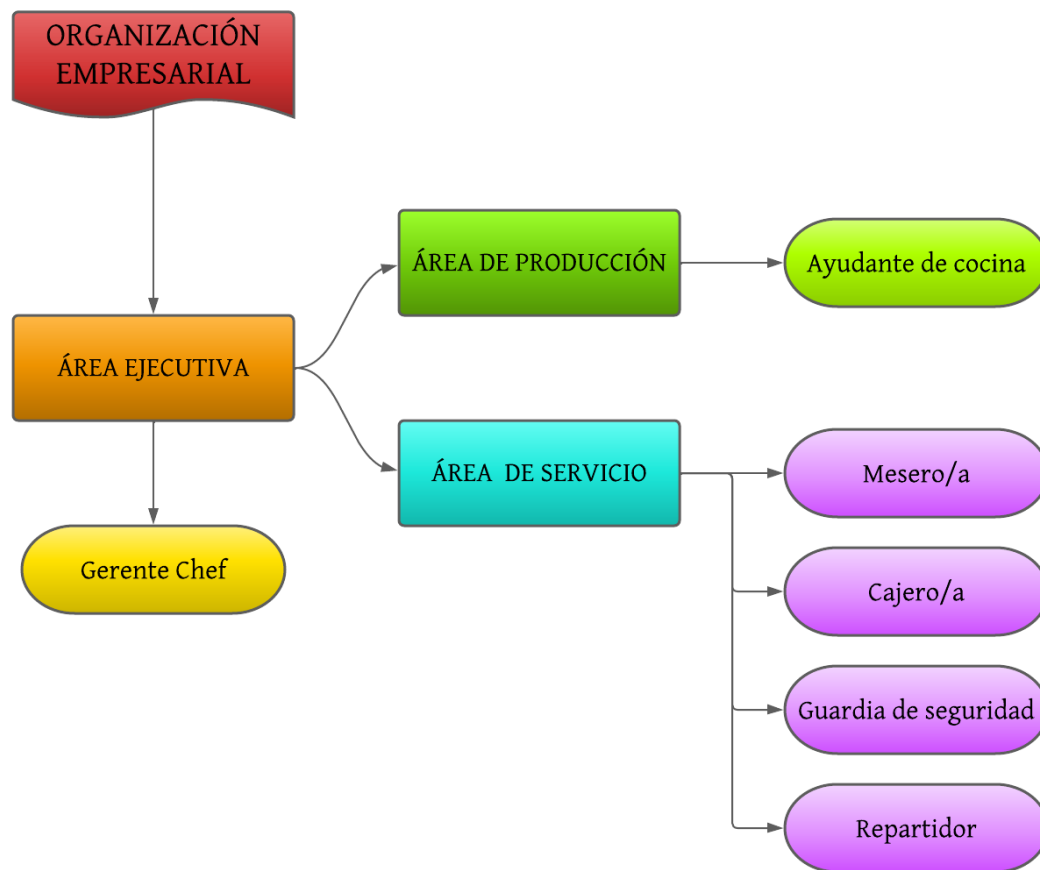 ORGANIZACIÓN
EMPRESARIAL
ÁREA DE PRODUCCIÓN
Ayudante de cocina
ÁREA EJECUTIVA
ÁREA DE SERVICIO
Mesero/a
Gerente Chef
Cajero/a
Guardia de seguridad
Repartidor